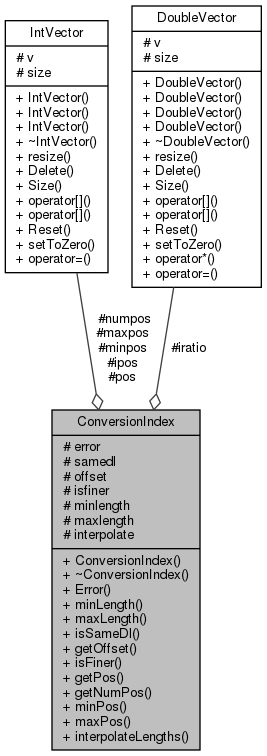 IntVector
# v
# size
+ IntVector()
+ IntVector()
+ IntVector()
+ ~IntVector()
+ resize()
+ Delete()
+ Size()
+ operator[]()
+ operator[]()
+ Reset()
+ setToZero()
+ operator=()
DoubleVector
# v
# size
+ DoubleVector()
+ DoubleVector()
+ DoubleVector()
+ DoubleVector()
+ ~DoubleVector()
+ resize()
+ Delete()
+ Size()
+ operator[]()
+ operator[]()
+ Reset()
+ setToZero()
+ operator*()
+ operator=()
#numpos
#maxpos
#minpos
#ipos
#pos
#iratio
ConversionIndex
# error
# samedl
# offset
# isfiner
# minlength
# maxlength
# interpolate
+ ConversionIndex()
+ ~ConversionIndex()
+ Error()
+ minLength()
+ maxLength()
+ isSameDl()
+ getOffset()
+ isFiner()
+ getPos()
+ getNumPos()
+ minPos()
+ maxPos()
+ interpolateLengths()